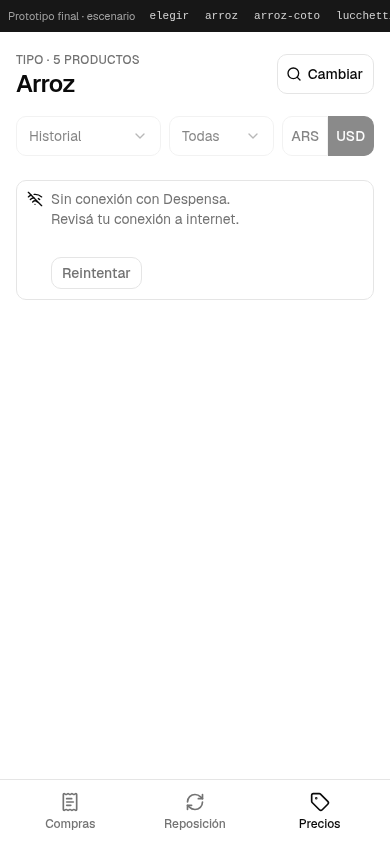 Prototipo final · escenario elegir arroz arroz-coto lucchett
TIPO · 5 PRODUCTOS
Arroz
Cambiar
Historial Todas ARS USD
Sin conexión con Despensa.
Revisá tu conexión a internet.
Reintentar
Compras Reposición Precios